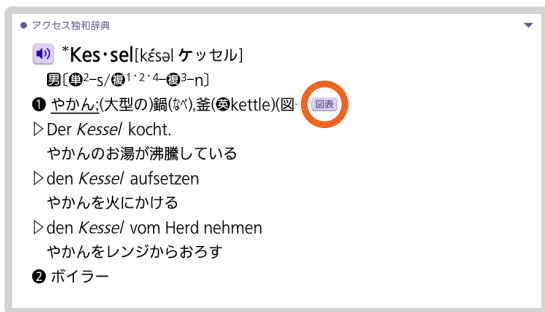 アクセス独和辞典
*Kes・sel[kɛ́səl ケッセル]
男〔単2–s/複1・2・4–複3–n〕
❶ やかん;(大型の)鍋(なべ),釜(英kettle)(図- 図表
▷Der Kessel kocht.
やかんのお湯が沸騰している
▷den Kessel aufsetzen
やかんを火にかける
▷den Kessel vom Herd nehmen
やかんをレンジからおろす
❷ ボイラー